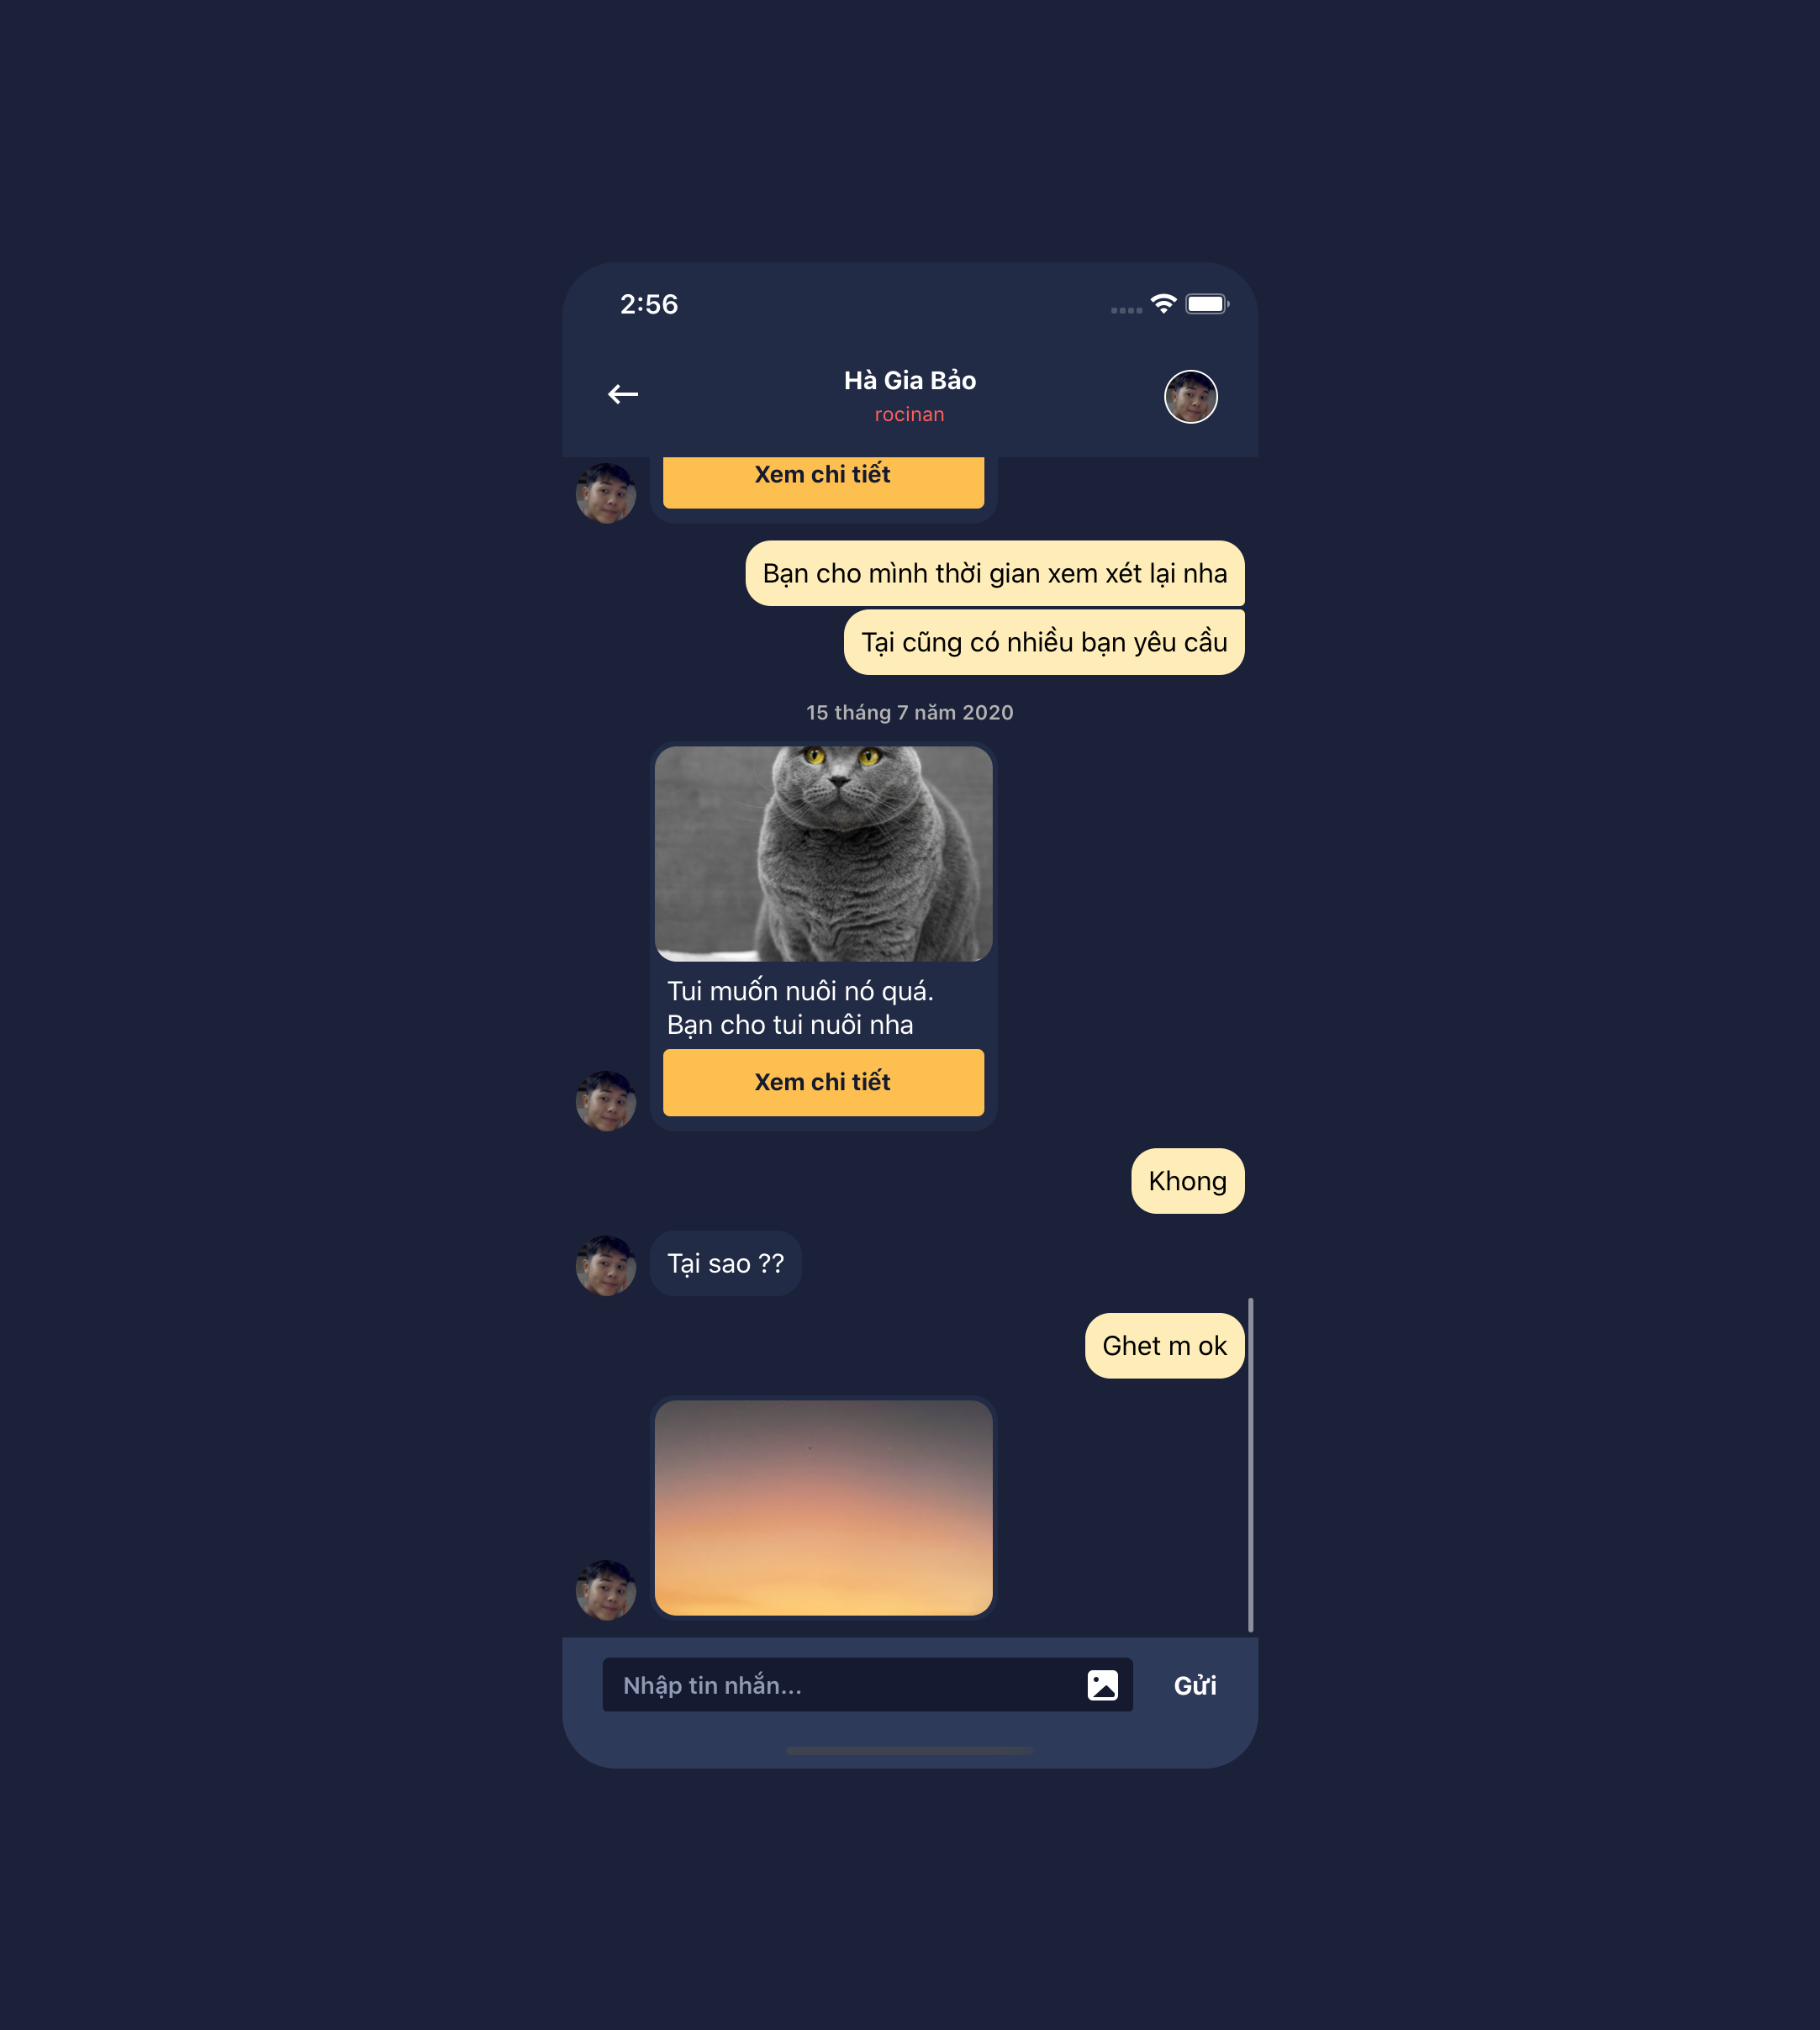 2:56
Hà Gia Bảo
rocinan
Xem chi tiết
Bạn cho mình thời gian xem xét lại nha
Tại cũng có nhiều bạn yêu cầu
15 tháng 7 năm 2020
Tui muốn nuôi nó quá.
Bạn cho tui nuôi nha
Xem chi tiết
Khong
Tại sao ??
Ghet m ok
Nhập tin nhắn...
Gửi